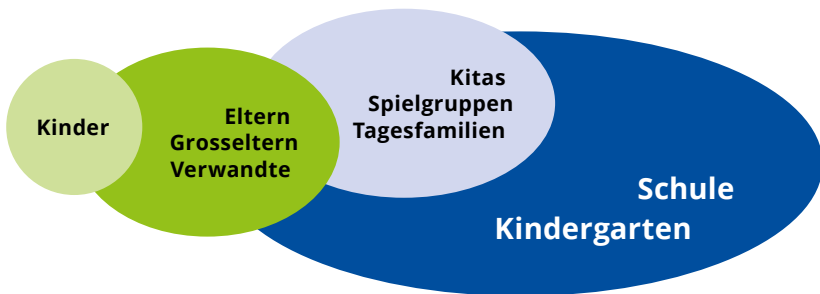 Kinder
Eltern
Grosseltern
Verwandte
Kitas
Spielgruppen
Tagesfamilien
Schule
Kindergarten